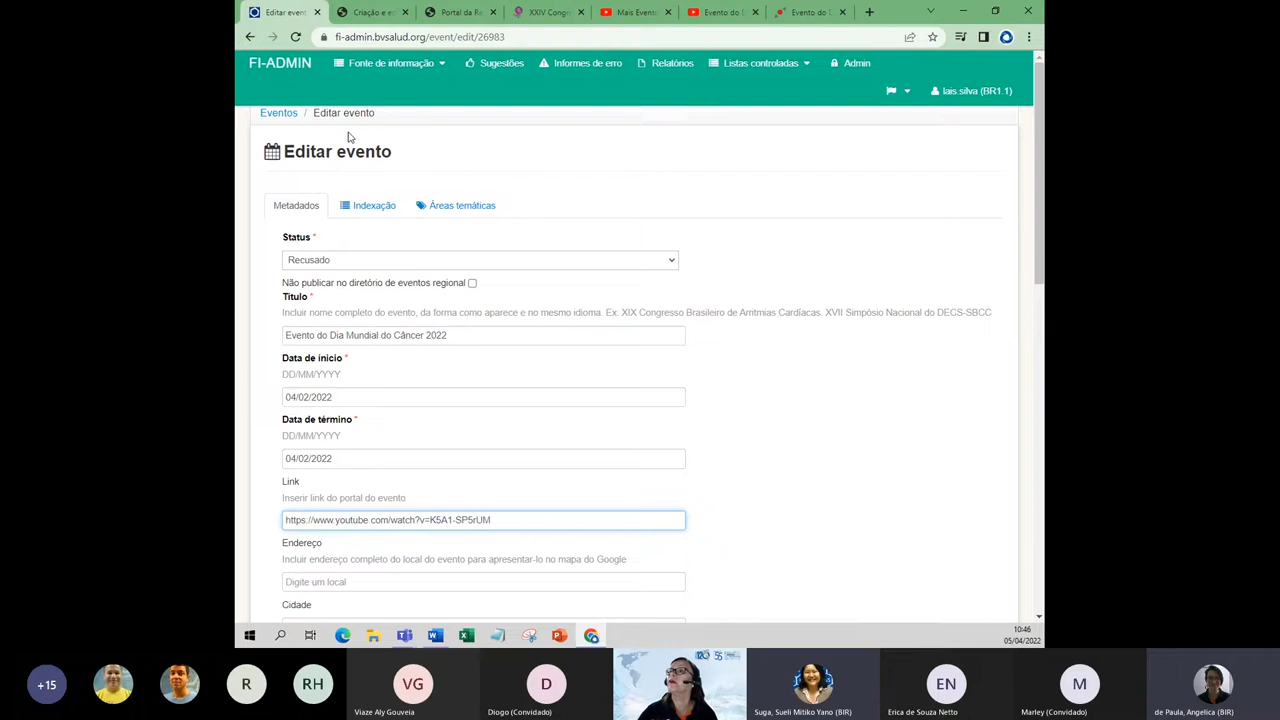 Editar event
Criação e e
Portal da Re
XXIV Congr
Mais Evento
Evento do D
Evento do D
fi-admin.bvsalud.org/event/edit/26983
FI-ADMIN
Fonte de informação
Sugestões
Informes de erro
Relatórios
Listas controladas
Admin
lais.silva (BR1.1)
Eventos / Editar evento
Editar evento
Metadados
Indexação
Áreas temáticas
Status *
Recusado
Não publicar no diretório de eventos regional
Título *
Incluir nome completo do evento, da forma como aparece e no mesmo idioma. Ex. XIX Congresso Brasileiro de Arritmias Cardíacas. XVII Simpósio Nacional do DECS-SBCC
Evento do Dia Mundial do Câncer 2022
Data de inicio *
DD/MM/YYYY
04/02/2022
Data de término *
DD/MM/YYYY
04/02/2022
Link
Inserir link do portal do evento
https://www.youtube.com/watch?v=K5A1-SP5rUM
Endereço
Incluir endereço completo do local do evento para apresentar-lo no mapa do Google
Digite um local
Cidade
10:46
05/04/2022
+15
R
RH
VG
Viaze Aly Gouveia
D
Diogo (Convidado)
Suga, Sueli Mitiko Yano (BIR)
EN
Erica de Souza Netto
M
Marley (Convidado)
de Paula, Angelica (BIR)